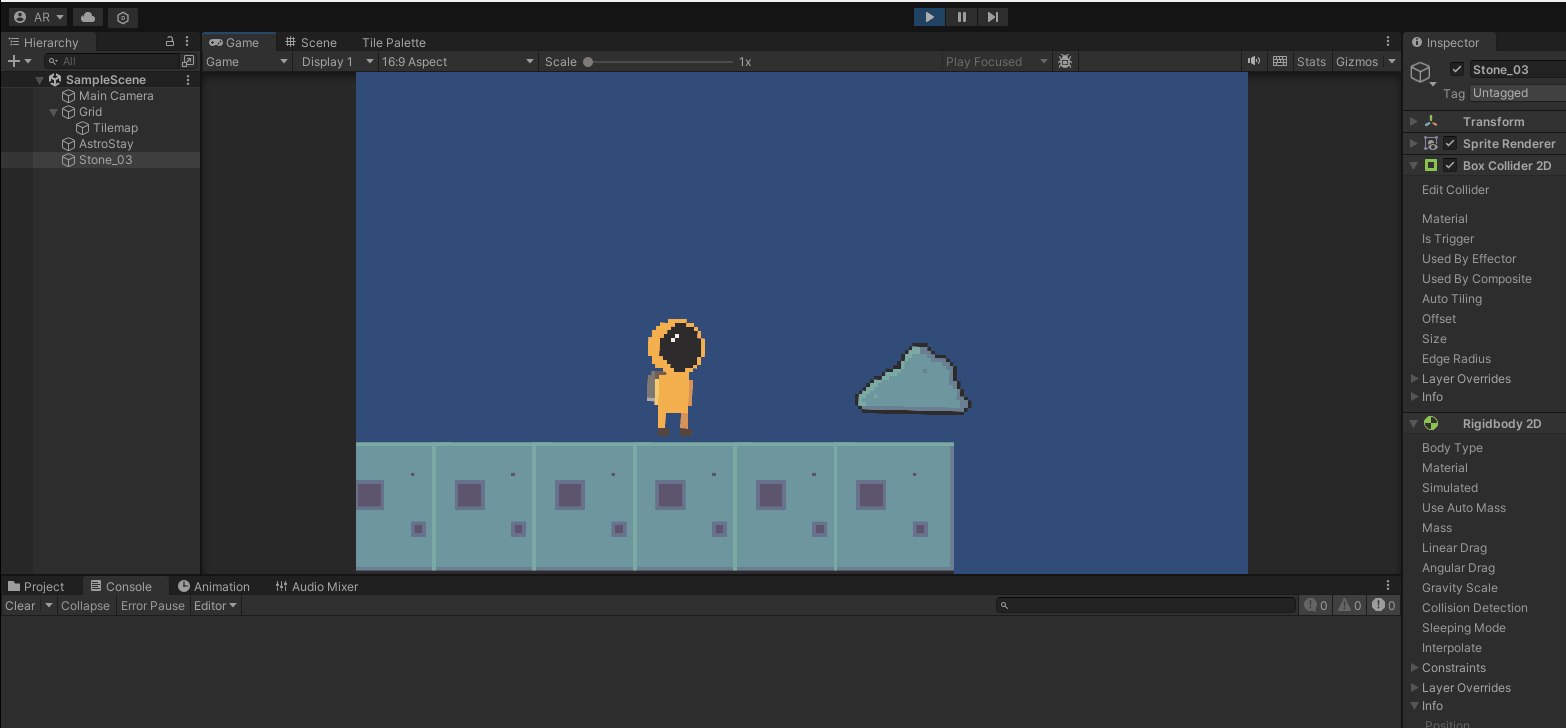 AR
Hierarchy
All
SampleScene
Main Camera
Grid
Tilemap
AstroStay
Stone_03
Game
Scene
Tile Palette
Game
Display 1
16:9 Aspect
Scale
1x
Play Focused
Stats
Gizmos
Project
Console
Animation
Audio Mixer
Clear
Collapse
Error Pause
Editor
0
0
0
Inspector
Stone_03
Tag
Untagged
Transform
Sprite Renderer
Box Collider 2D
Edit Collider
Material
Is Trigger
Used By Effector
Used By Composite
Auto Tiling
Offset
Size
Edge Radius
Layer Overrides
Info
Rigidbody 2D
Body Type
Material
Simulated
Use Auto Mass
Mass
Linear Drag
Angular Drag
Gravity Scale
Collision Detection
Sleeping Mode
Interpolate
Constraints
Layer Overrides
Info
Position